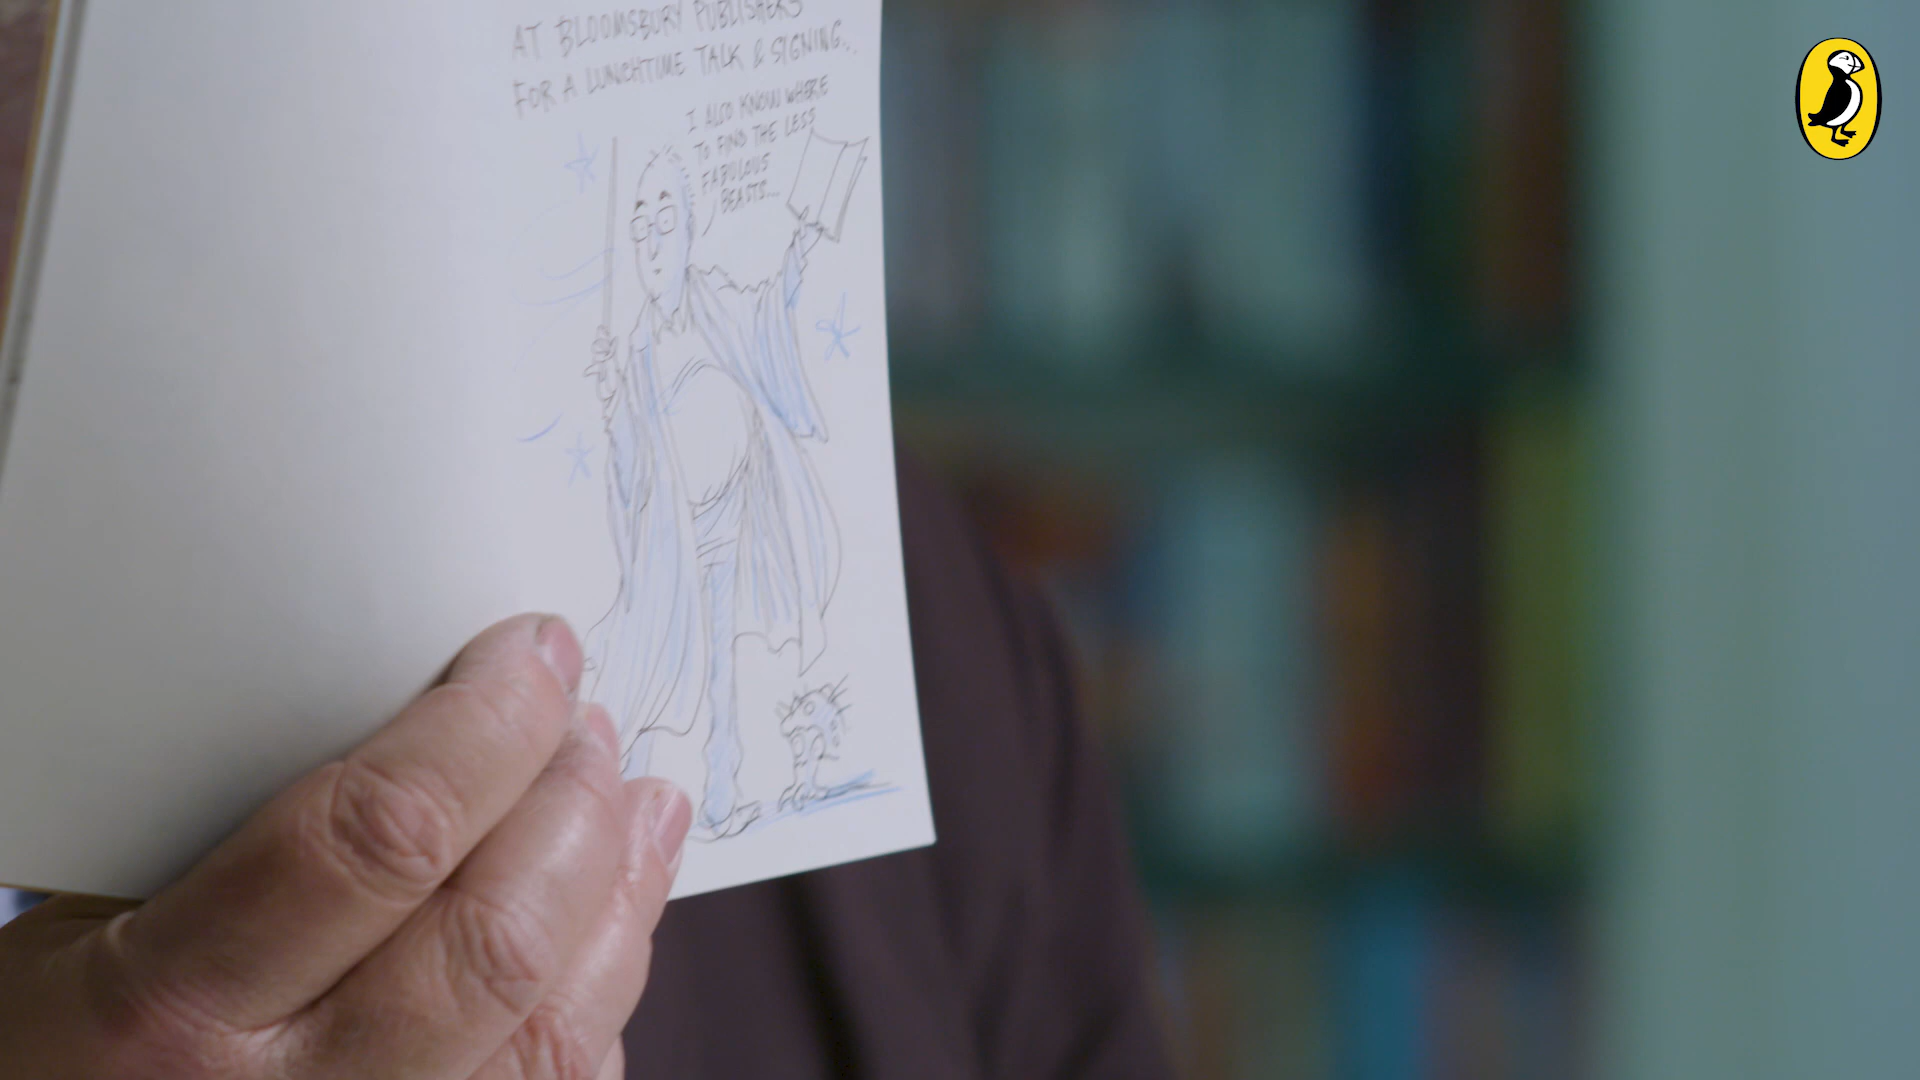 AT BLOOMSBURY PUBLISHERS
FOR A LUNCHTIME TALK & SIGNING..
I ALSO KNOW WHERE
TO FIND THE LESS
FABULOUS
BEASTS...